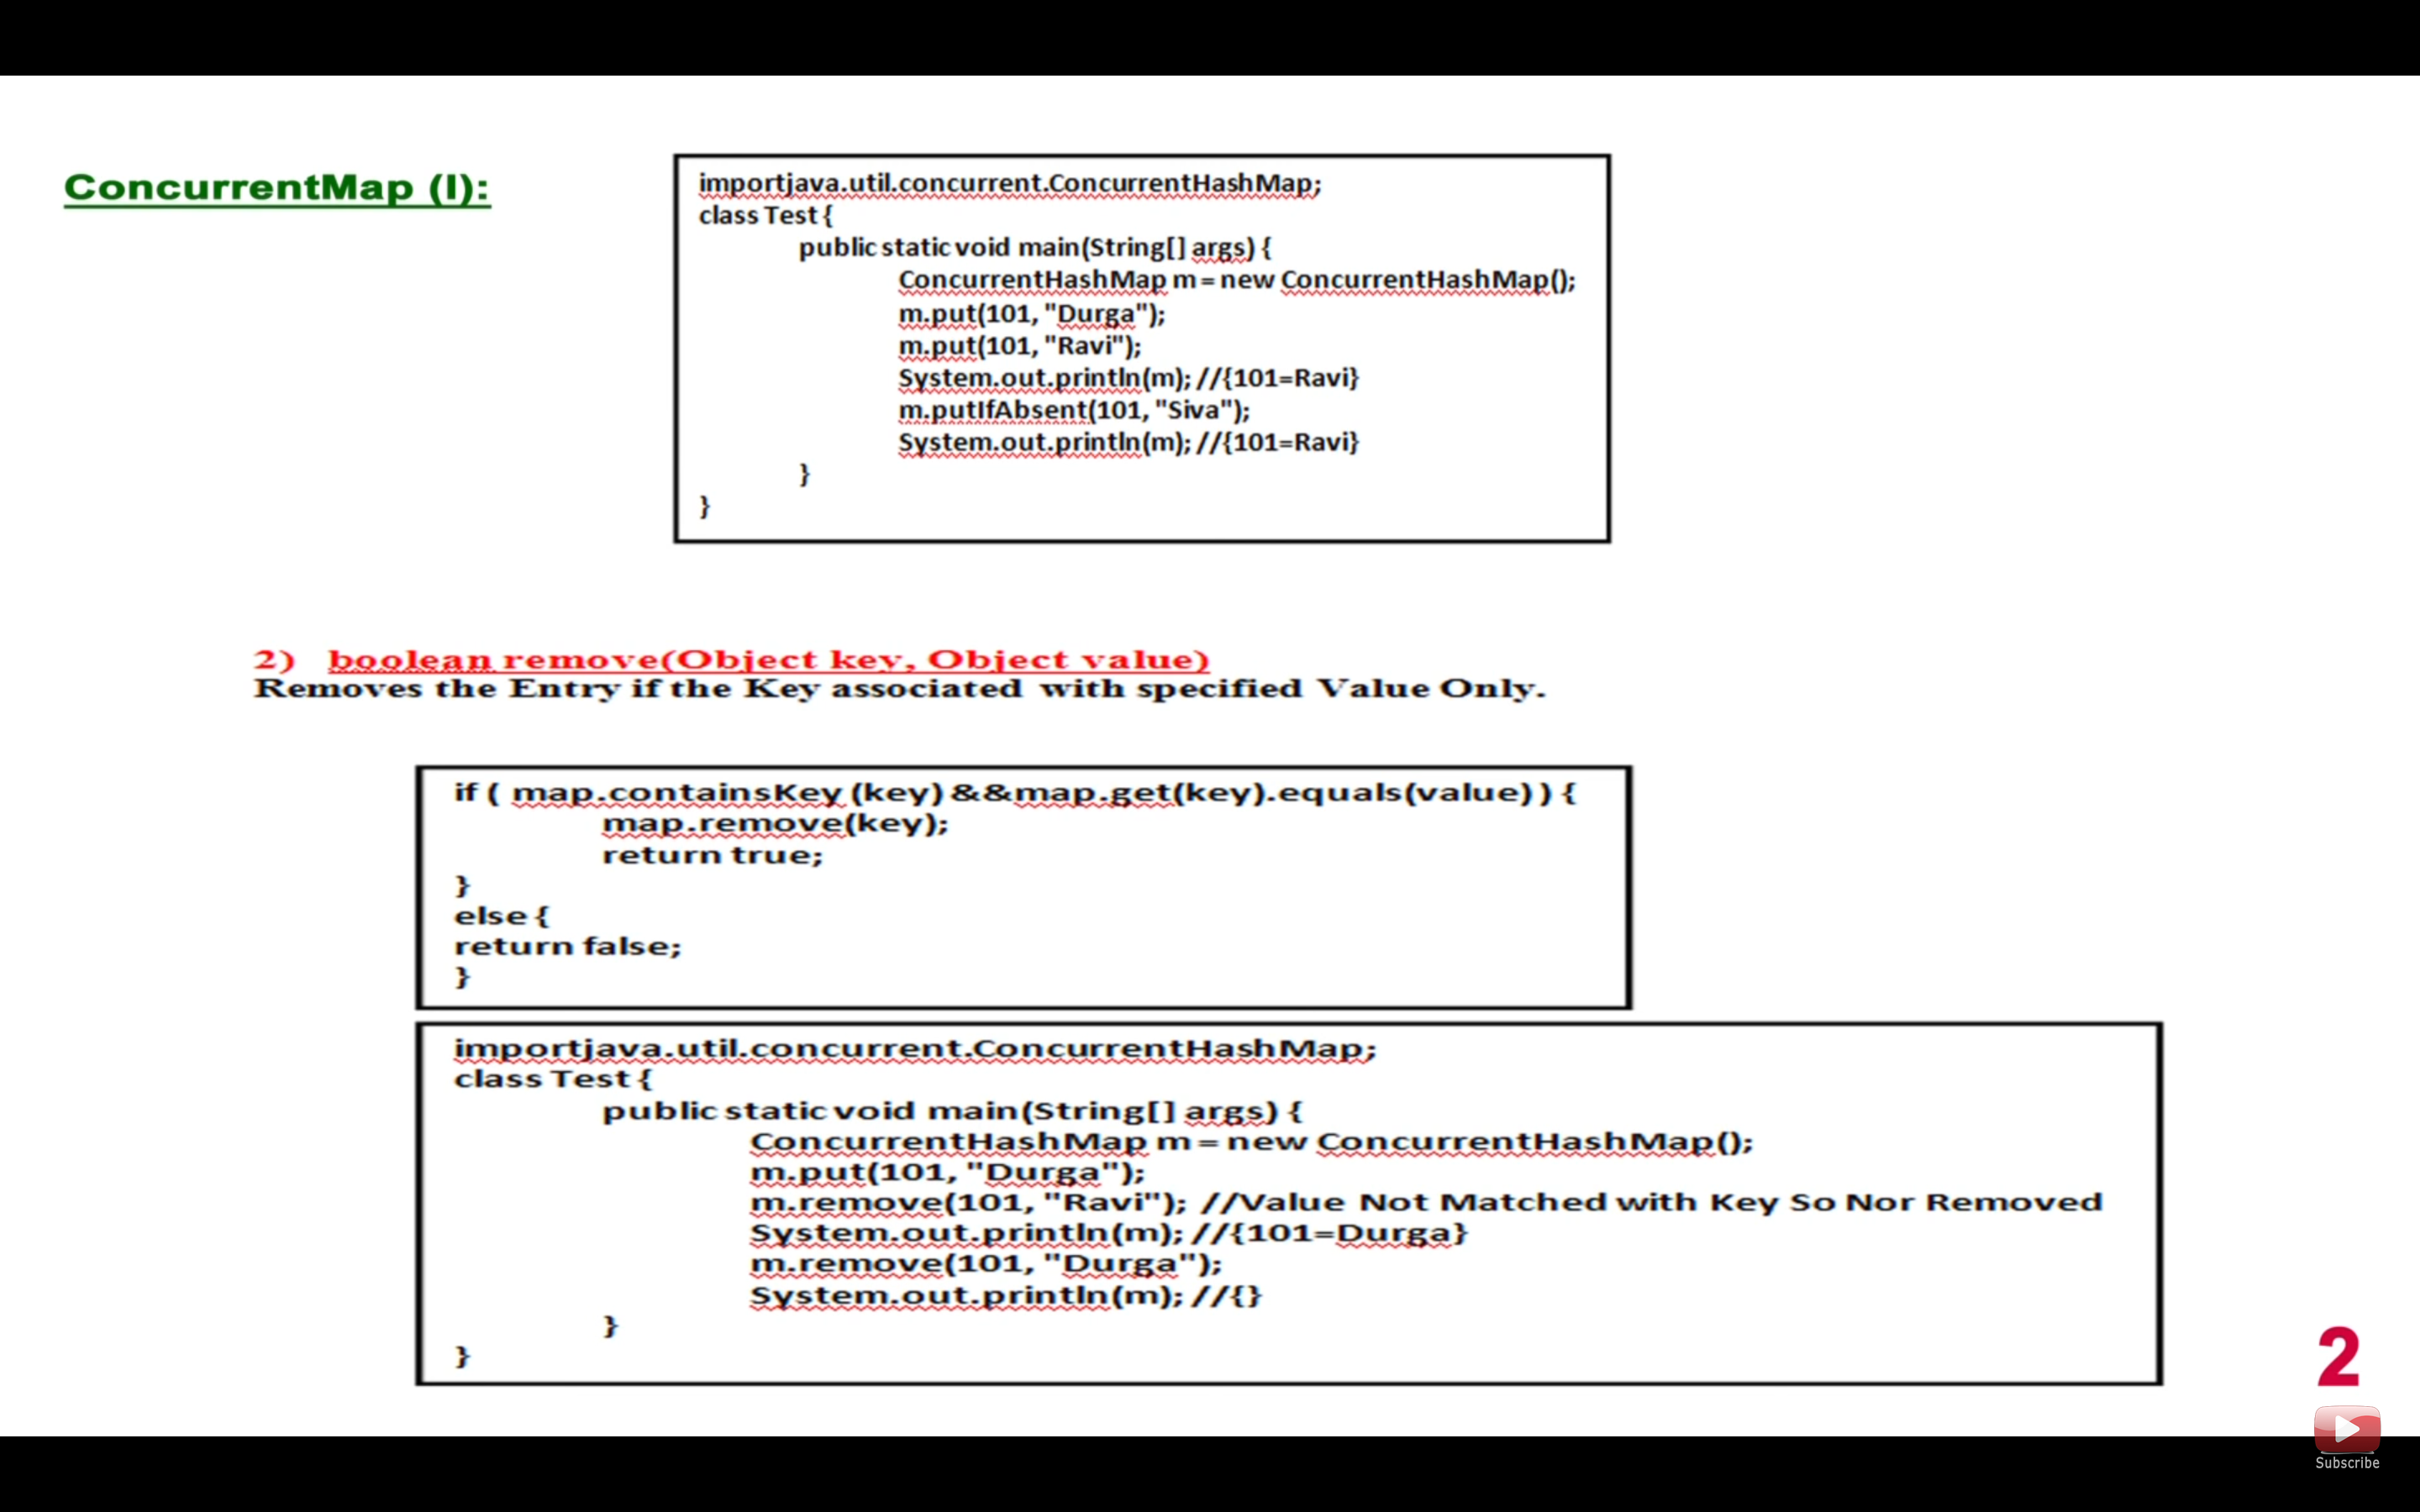 ConcurrentMap (I):
importjava.util.concurrent.ConcurrentHashMap;
class Test {
public static void main(String[] args) {
ConcurrentHashMap m = new ConcurrentHashMap();
m.put(101, "Durga");
m.put(101, "Ravi");
System.out.println(m); //{101=Ravi}
m.putIfAbsent(101, "Siva");
System.out.println(m); //{101=Ravi}
}
}
2) boolean remove(Object key, Object value)
Removes the Entry if the Key associated with specified Value Only.
if ( map.containsKey (key) &&map.get(key).equals(value) ) {
map.remove(key);
return true;
}
else {
return false;
}
importjava.util.concurrent.ConcurrentHashMap;
class Test {
public static void main(String[] args) {
ConcurrentHashMap m = new ConcurrentHashMap();
m.put(101, "Durga");
m.remove(101, "Ravi"); //Value Not Matched with Key So Nor Removed
System.out.println(m); //{101=Durga}
m.remove(101, "Durga");
System.out.println(m); //{}
}
}
2
Subscribe